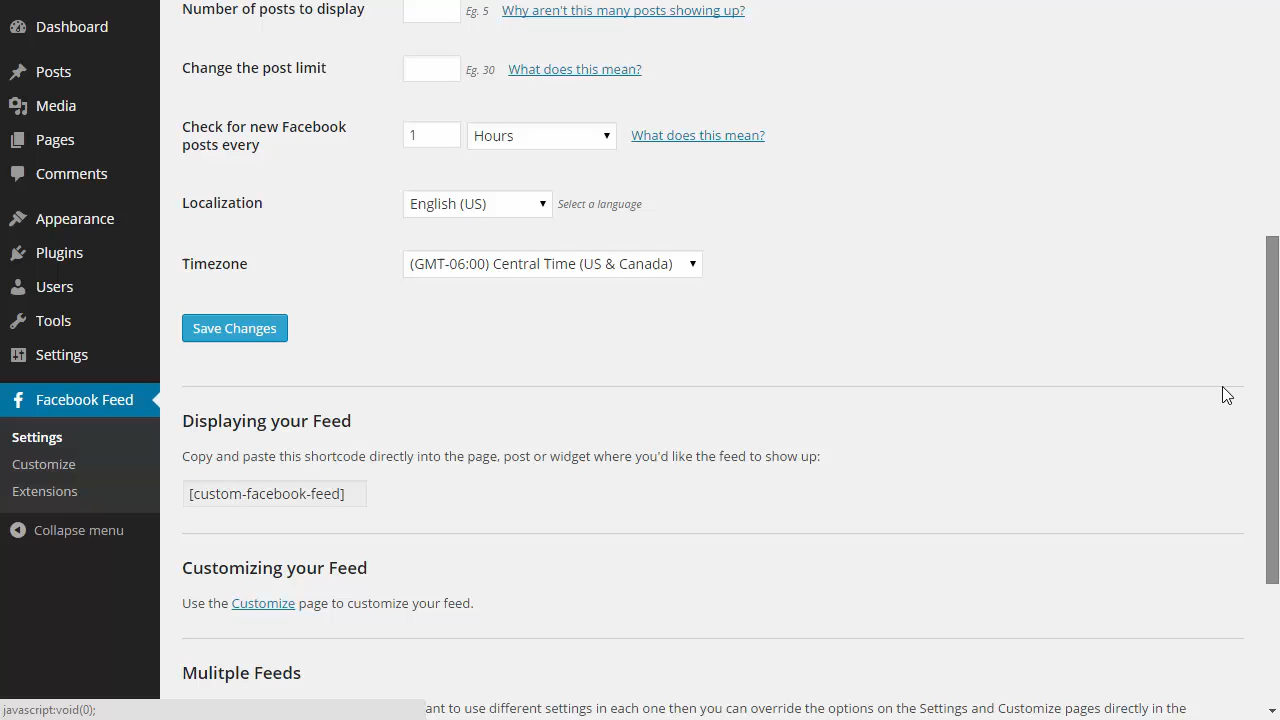 Dashboard
Posts
Media
Pages
Comments
Appearance
Plugins
Users
Tools
Settings
Facebook Feed
Settings
Customize
Extensions
Collapse menu
Number of posts to display Eg. 5 Why aren't this many posts showing up?
Change the post limit Eg. 30 What does this mean?
Check for new Facebook
posts every 1 Hours What does this mean?
Localization English (US) Select a language
Timezone (GMT-06:00) Central Time (US & Canada)
Save Changes
Displaying your Feed
Copy and paste this shortcode directly into the page, post or widget where you'd like the feed to show up:
[custom-facebook-feed]
Customizing your Feed
Use the Customize page to customize your feed.
Mulitple Feeds
ant to use different settings in each one then you can override the options on the Settings and Customize pages directly in the
javascript:void(0);